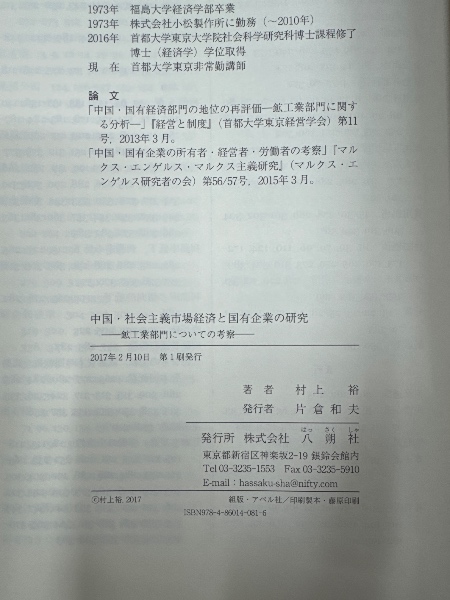 1973年 福島大学経済学部卒業
1973年 株式会社小松製作所に勤務（～2010年）
2016年 首都大学東京大学院社会科学研究科博士課程修了
博士（経済学）学位取得
現 在 首都大学東京非常勤講師
論 文
「中国・国有経済部門の地位の再評価―鉱工業部門に関す
る分析―」『経営と制度』（首都大学東京経営学会）第11
号，2013年３月。
「中国・国有企業の所有者・経営者・労働者の考察」『マル
クス・エンゲルス・マルクス主義研究』（マルクス・エ
ンゲルス研究者の会）第56/57号，2015年３月。
中国・社会主義市場経済と国有企業の研究
――鉱工業部門についての考察――
2017年２月10日 第１刷発行
著 者 村 上 裕
発行者 片 倉 和 夫
発行所 株式会社 八 朔 社
はっ さく しゃ
東京都新宿区神楽坂2-19 銀鈴会館内
Tel 03-3235-1553 Fax 03-3235-5910
E-mail：hassaku-sha@nifty.com
Ⓒ村上裕，2017
組版・アベル社／印刷製本・藤原印刷
ISBN978-4-86014-081-6